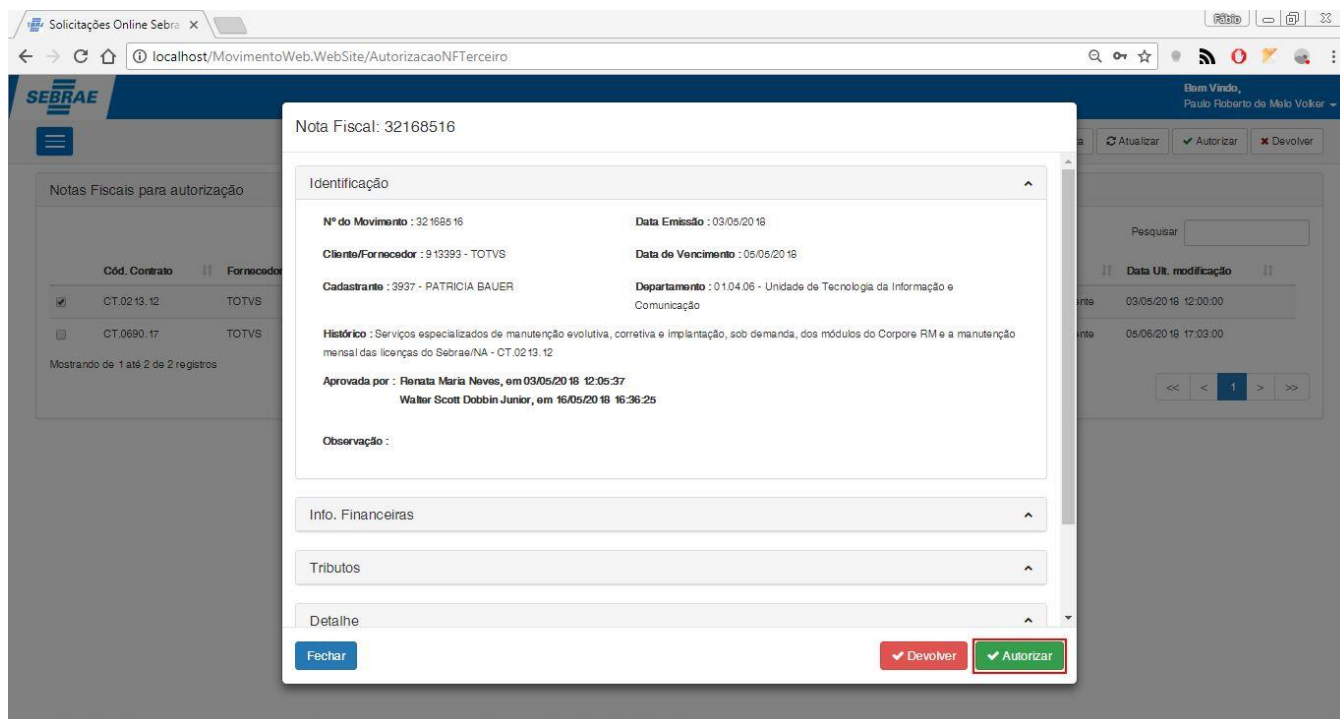 Solicitações Online Sebra
Fábio
localhost/MovimentoWeb.WebSite/AutorizacaoNFTerceiro
SEBRAE
Bem Vindo,
Paulo Roberto de Melo Volker
Atualizar
Autorizar
Devolver
Notas Fiscais para autorização
Pesquisar
Cód. Contrato
Fornecedor
Data Ult. modificação
CT.0213.12
TOTVS
03/05/2018 12:00:00
CT.0690.17
TOTVS
05/06/2018 17:03:00
Mostrando de 1 até 2 de 2 registros
<< < 1 > >>
Nota Fiscal: 32168516
Identificação
Nº do Movimento : 32168516
Data Emissão : 03/05/2018
Cliente/Fornecedor : 913393 - TOTVS
Data de Vencimento : 05/05/2018
Cadastrante : 3937 - PATRICIA BAUER
Departamento : 01.04.06 - Unidade de Tecnologia da Informação e
Comunicação
Histórico : Serviços especializados de manutenção evolutiva, corretiva e implantação, sob demanda, dos módulos do Corpore RM e a manutenção
mensal das licenças do Sebrae/NA - CT.0213.12
Aprovada por : Renata Maria Neves, em 03/05/2018 12:05:37
Walter Scott Dobbin Junior, em 16/05/2018 16:36:25
Observação :
Info. Financeiras
Tributos
Detalhe
Fechar
Devolver
Autorizar